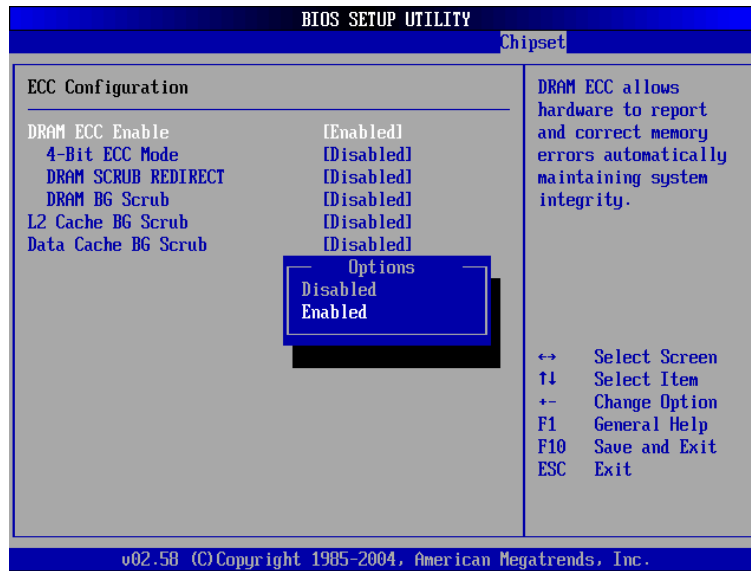 BIOS SETUP UTILITY
Chipset
ECC Configuration
DRAM ECC Enable [Enabled]
4-Bit ECC Mode [Disabled]
DRAM SCRUB REDIRECT [Disabled]
DRAM BG Scrub [Disabled]
L2 Cache BG Scrub [Disabled]
Data Cache BG Scrub [Disabled]
Options
Disabled
Enabled
DRAM ECC allows
hardware to report
and correct memory
errors automatically
maintaining system
integrity.
↔ Select Screen
↑↓ Select Item
+- Change Option
F1 General Help
F10 Save and Exit
ESC Exit
v02.58 (C)Copyright 1985-2004, American Megatrends, Inc.